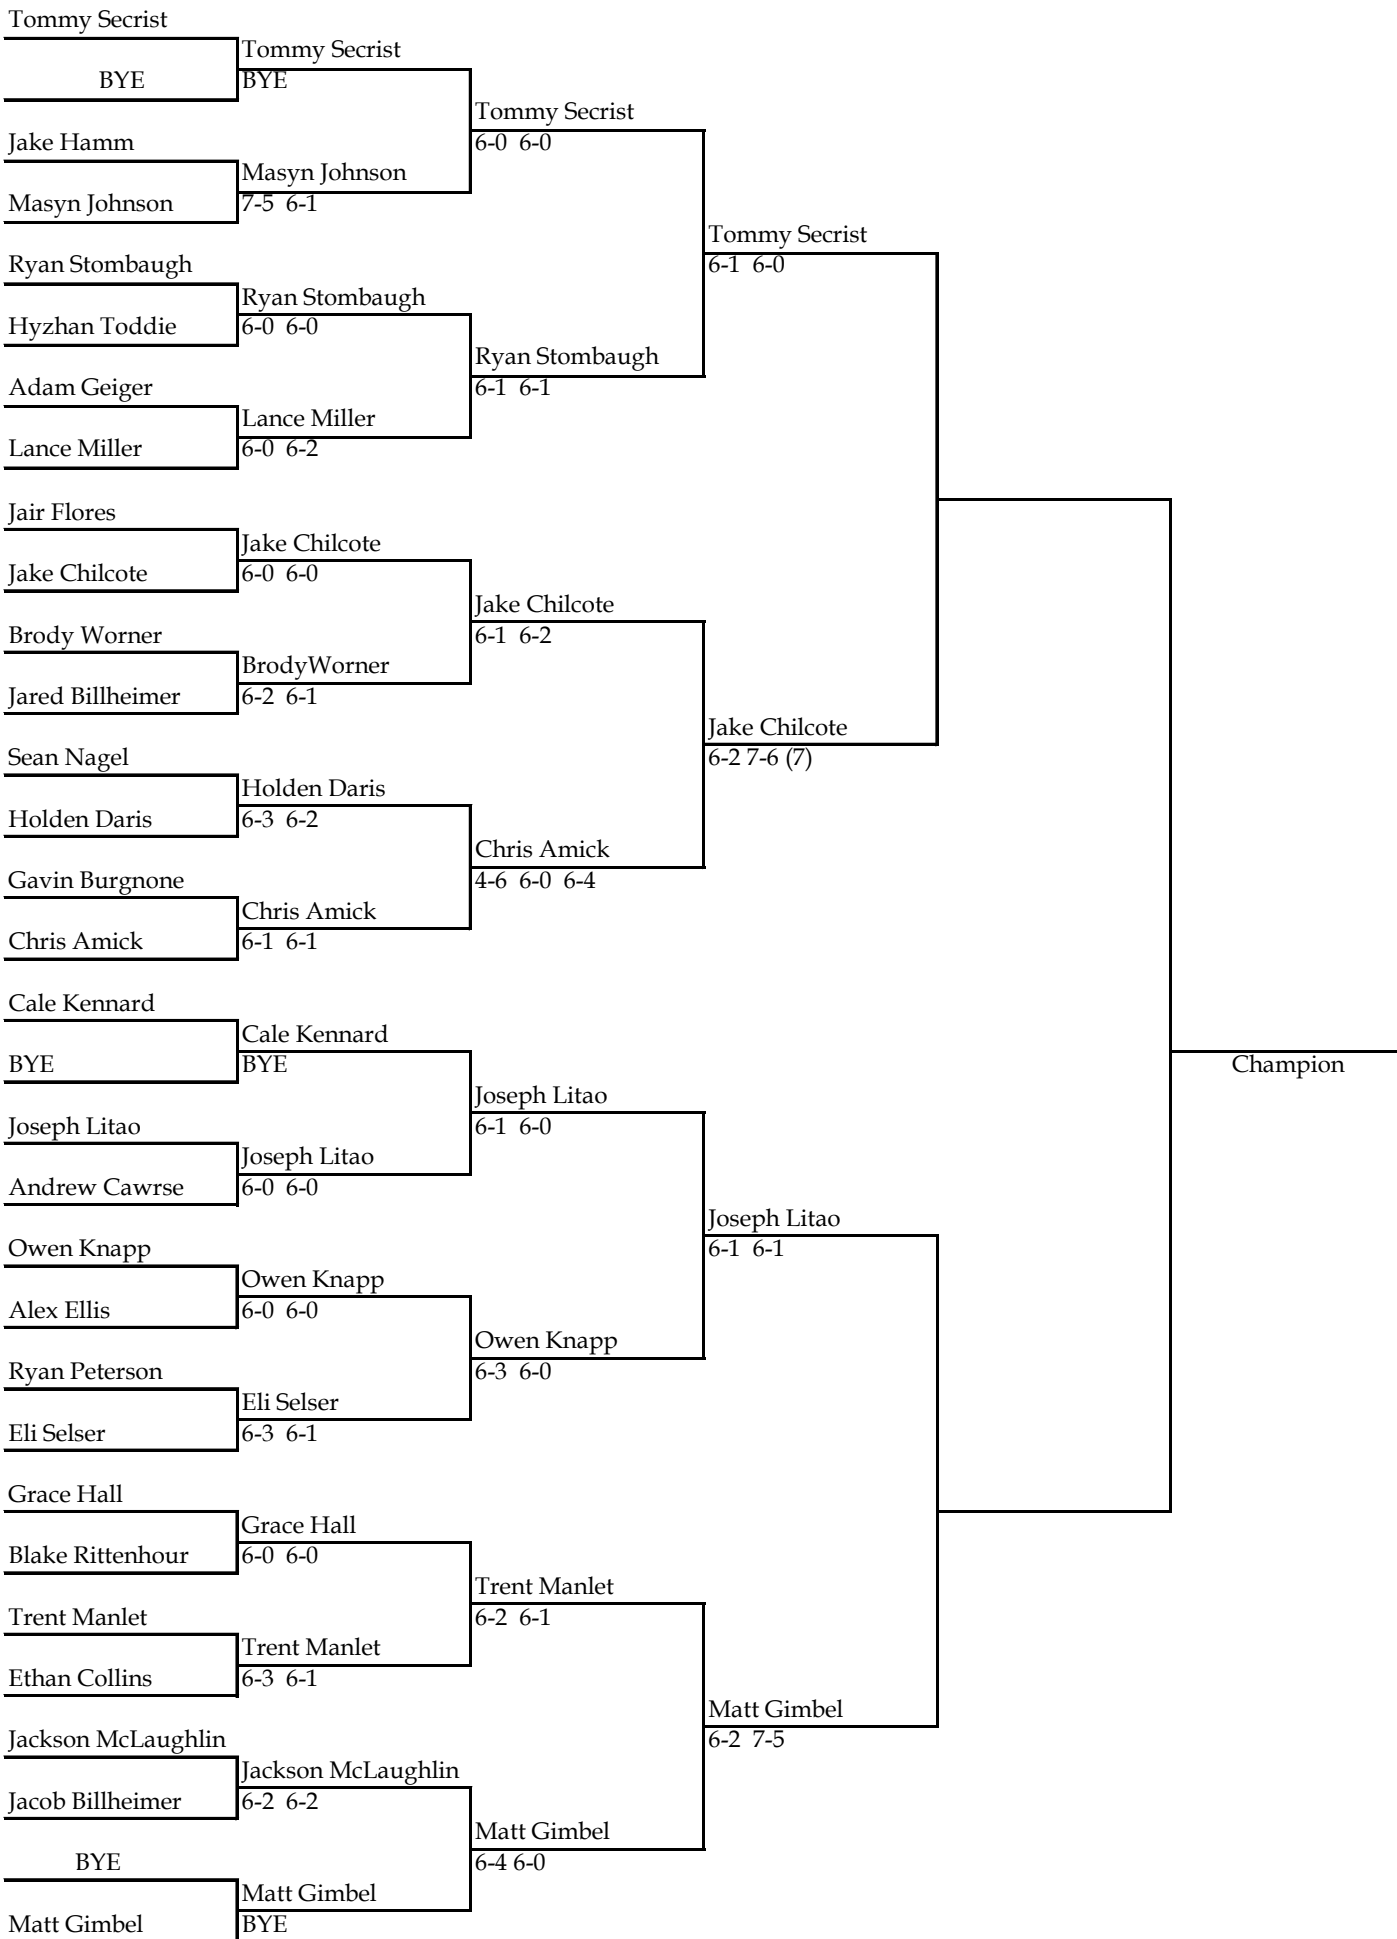 Tommy Secrist
BYE
Jake Hamm
Masyn Johnson
Ryan Stombaugh
Hyzhan Toddie
Adam Geiger
Lance Miller
Jair Flores
Jake Chilcote
Brody Worner
Jared Billheimer
Sean Nagel
Holden Daris
Gavin Burgnone
Chris Amick
Cale Kennard
BYE
Joseph Litao
Andrew Cawrse
Owen Knapp
Alex Ellis
Ryan Peterson
Eli Selser
Grace Hall
Blake Rittenhour
Trent Manlet
Ethan Collins
Jackson McLaughlin
Jacob Billheimer
BYE
Matt Gimbel
Tommy Secrist
BYE
Masyn Johnson
7-5 6-1
Ryan Stombaugh
6-0 6-0
Lance Miller
6-0 6-2
Jake Chilcote
6-0 6-0
BrodyWorner
6-2 6-1
Holden Daris
6-3 6-2
Chris Amick
6-1 6-1
Cale Kennard
BYE
Joseph Litao
6-0 6-0
Owen Knapp
6-0 6-0
Eli Selser
6-3 6-1
Grace Hall
6-0 6-0
Trent Manlet
6-3 6-1
Jackson McLaughlin
6-2 6-2
Matt Gimbel
BYE
Tommy Secrist
6-0 6-0
Ryan Stombaugh
6-1 6-1
Jake Chilcote
6-1 6-2
Chris Amick
4-6 6-0 6-4
Joseph Litao
6-1 6-0
Owen Knapp
6-3 6-0
Trent Manlet
6-2 6-1
Matt Gimbel
6-4 6-0
Tommy Secrist
6-1 6-0
Jake Chilcote
6-2 7-6 (7)
Joseph Litao
6-1 6-1
Matt Gimbel
6-2 7-5
Champion